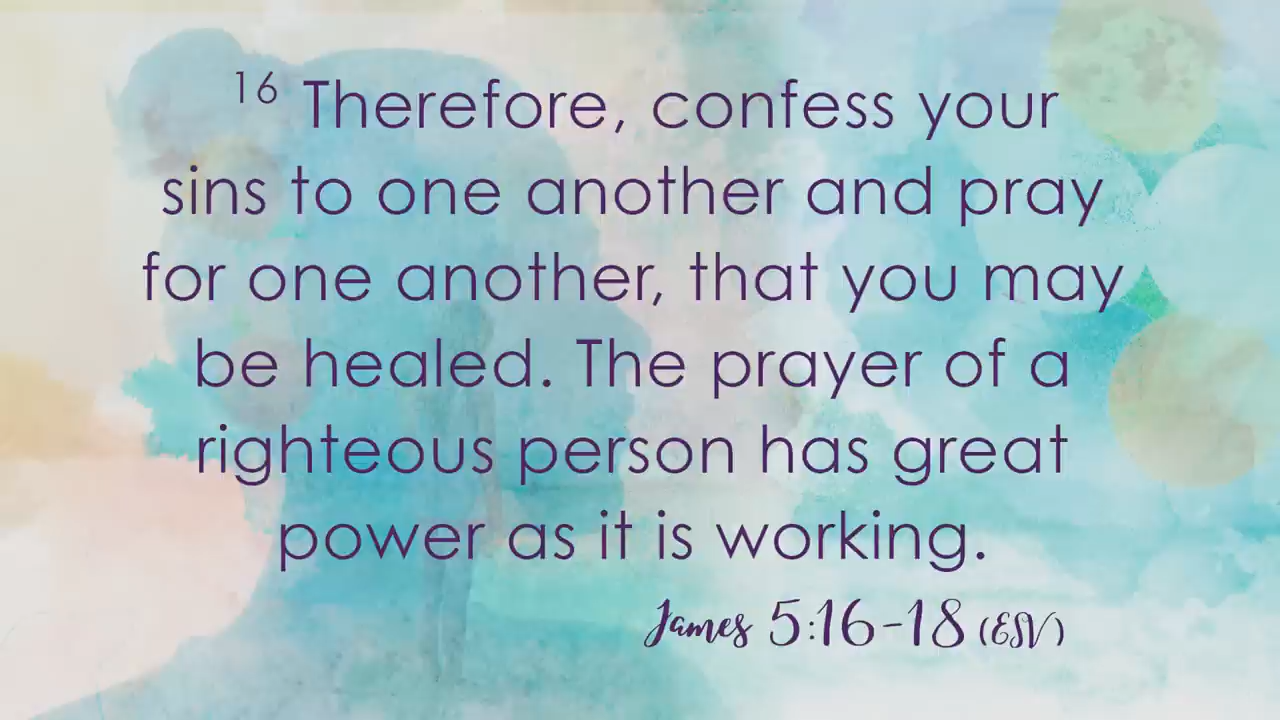 16 Therefore, confess your
sins to one another and pray
for one another, that you may
be healed. The prayer of a
righteous person has great
power as it is working.
James 5:16-18 (ESV)